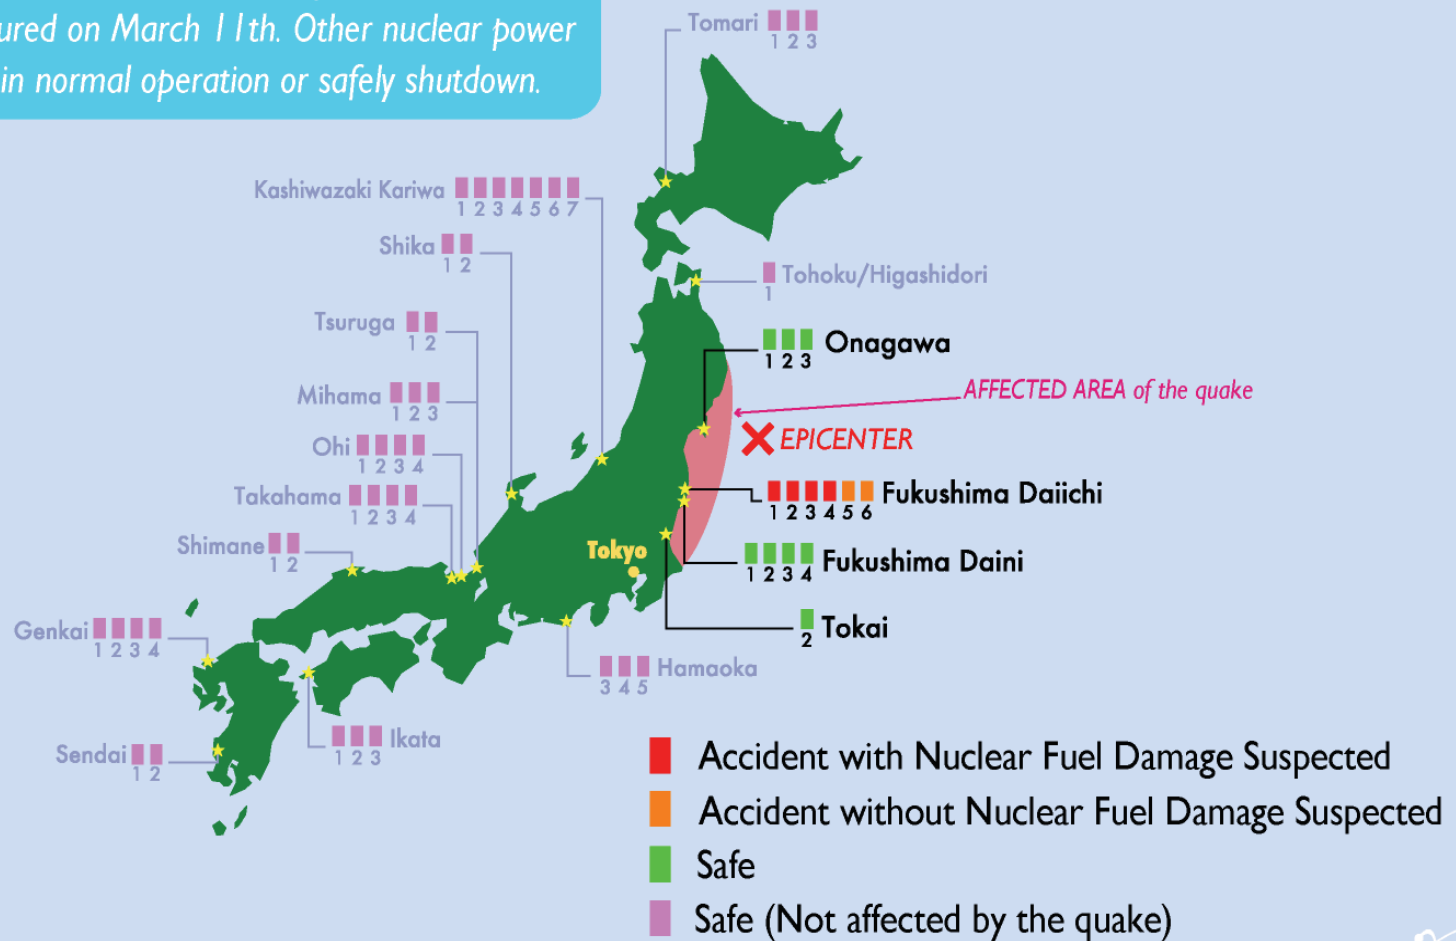 ured on March 11th. Other nuclear power
in normal operation or safely shutdown.
Tomari
1 2 3
Kashiwazaki Kariwa
1 2 3 4 5 6 7
Shika
1 2
Tohoku/Higashidori
1
Tsuruga
1 2
Onagawa
1 2 3
Mihama
1 2 3
AFFECTED AREA of the quake
EPICENTER
Ohi
1 2 3 4
Takahama
1 2 3 4
Fukushima Daiichi
1 2 3 4 5 6
Shimane
1 2
Tokyo
Fukushima Daini
1 2 3 4
Genkai
1 2 3 4
Tokai
2
Hamaoka
3 4 5
Ikata
1 2 3
Sendai
1 2
Accident with Nuclear Fuel Damage Suspected
Accident without Nuclear Fuel Damage Suspected
Safe
Safe (Not affected by the quake)